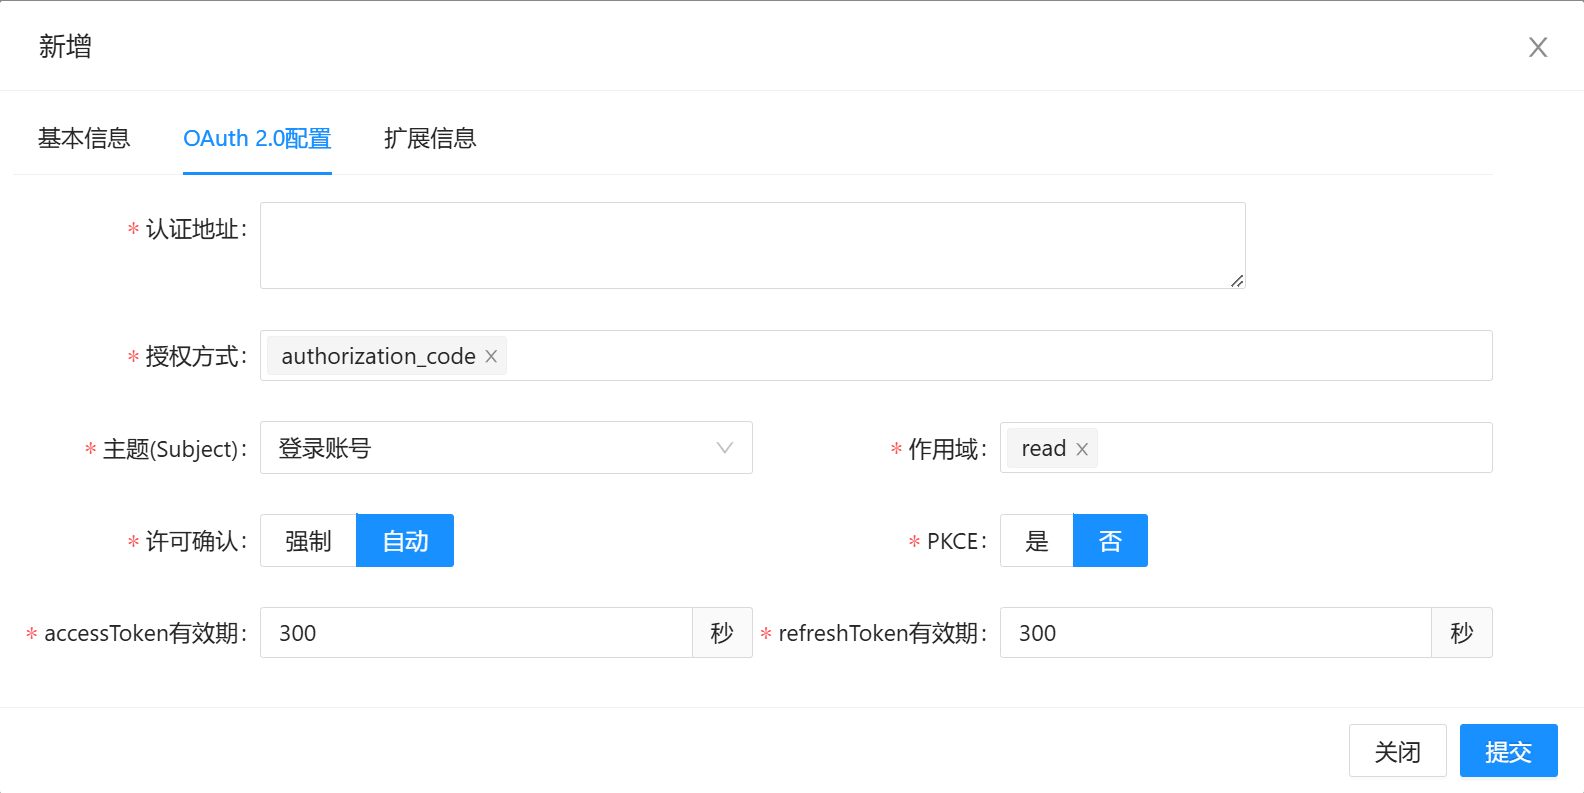 新增
基本信息 OAuth 2.0配置 扩展信息
* 认证地址:
* 授权方式: authorization_code
* 主题(Subject): 登录账号 * 作用域: read
* 许可确认: 强制 自动 * PKCE: 是 否
* accessToken有效期: 300 秒 * refreshToken有效期: 300 秒
关闭 提交